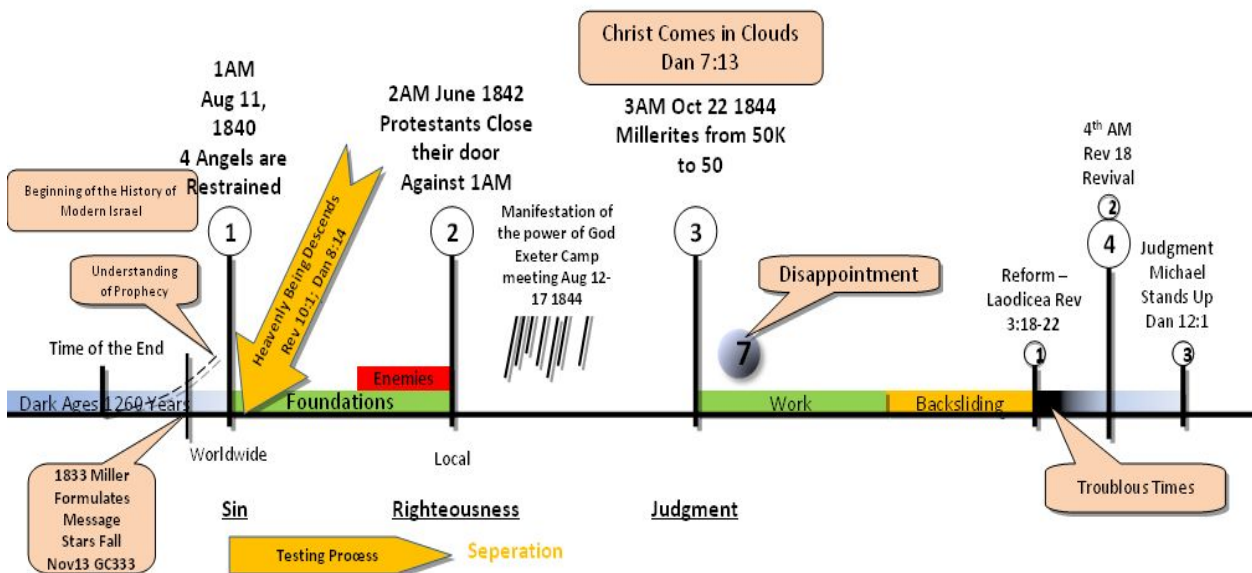 Christ Comes in Clouds
Dan 7:13
1AM
Aug 11,
1840
4 Angels are
Restrained
2AM June 1842
Protestants Close
their door
Against 1AM
3AM Oct 22 1844
Millerites from 50K
to 50
4th AM
Rev 18
Revival
Beginning of the History of
Modern Israel
1
Heavenly Being Descends
Rev 10:1; Dan 8:14
2
Manifestation of
the power of God
Exeter Camp
meeting Aug 12-
17 1844
3
2
4
Judgment
Michael
Stands Up
Dan 12:1
Understanding
of Prophecy
Disappointment
Reform –
Laodicea Rev
3:18-22
Time of the End
7
1
3
Enemies
Dark Ages 1260 Years
Foundations
Work
Backsliding
Worldwide
Local
1833 Miller
Formulates
Message
Stars Fall
Nov13 GC333
Troublous Times
Sin
Righteousness
Judgment
Testing Process
Seperation